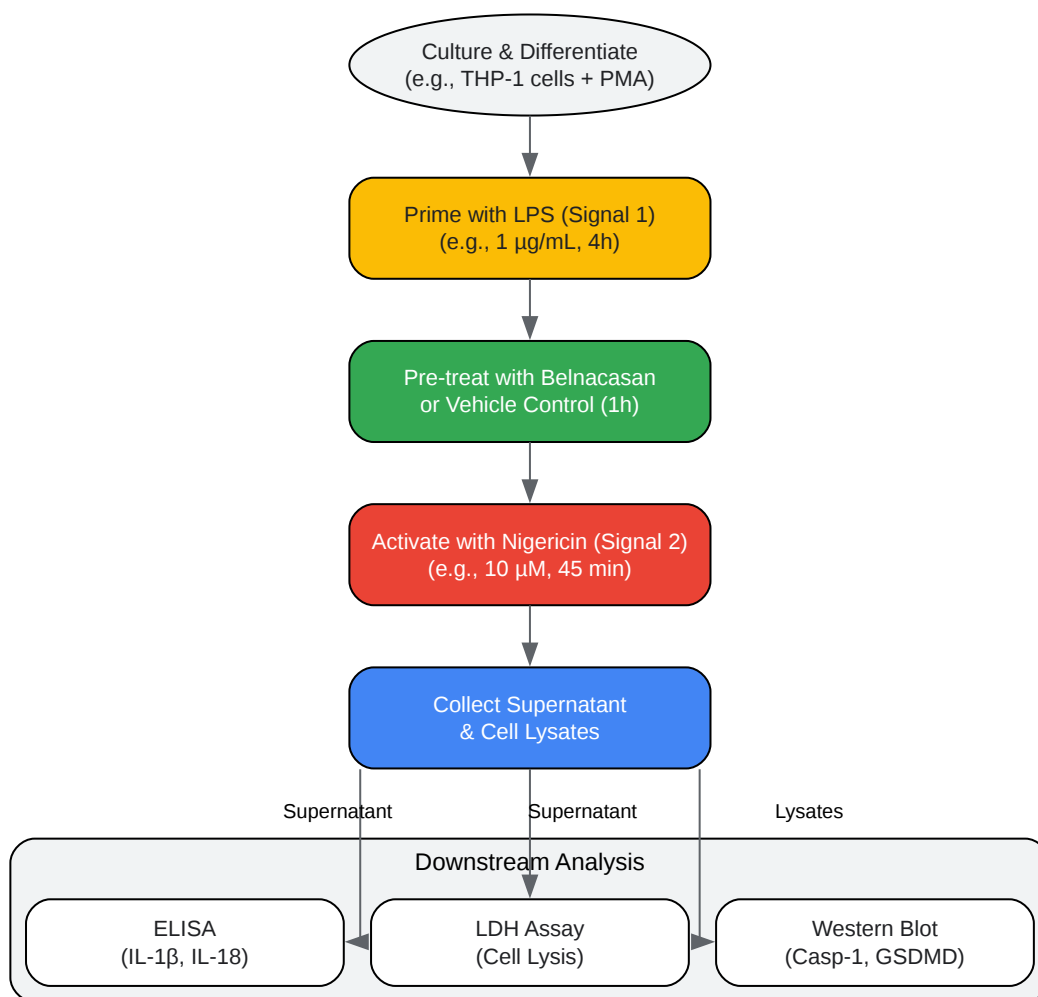 Culture & Differentiate
(e.g., THP-1 cells + PMA)
Prime with LPS (Signal 1)
(e.g., 1 µg/mL, 4h)
Pre-treat with Belnacasan
or Vehicle Control (1h)
Activate with Nigericin (Signal 2)
(e.g., 10 µM, 45 min)
Collect Supernatant
& Cell Lysates
Supernatant
Supernatant
Lysates
Downstream Analysis
ELISA
(IL-1β, IL-18)
LDH Assay
(Cell Lysis)
Western Blot
(Casp-1, GSDMD)